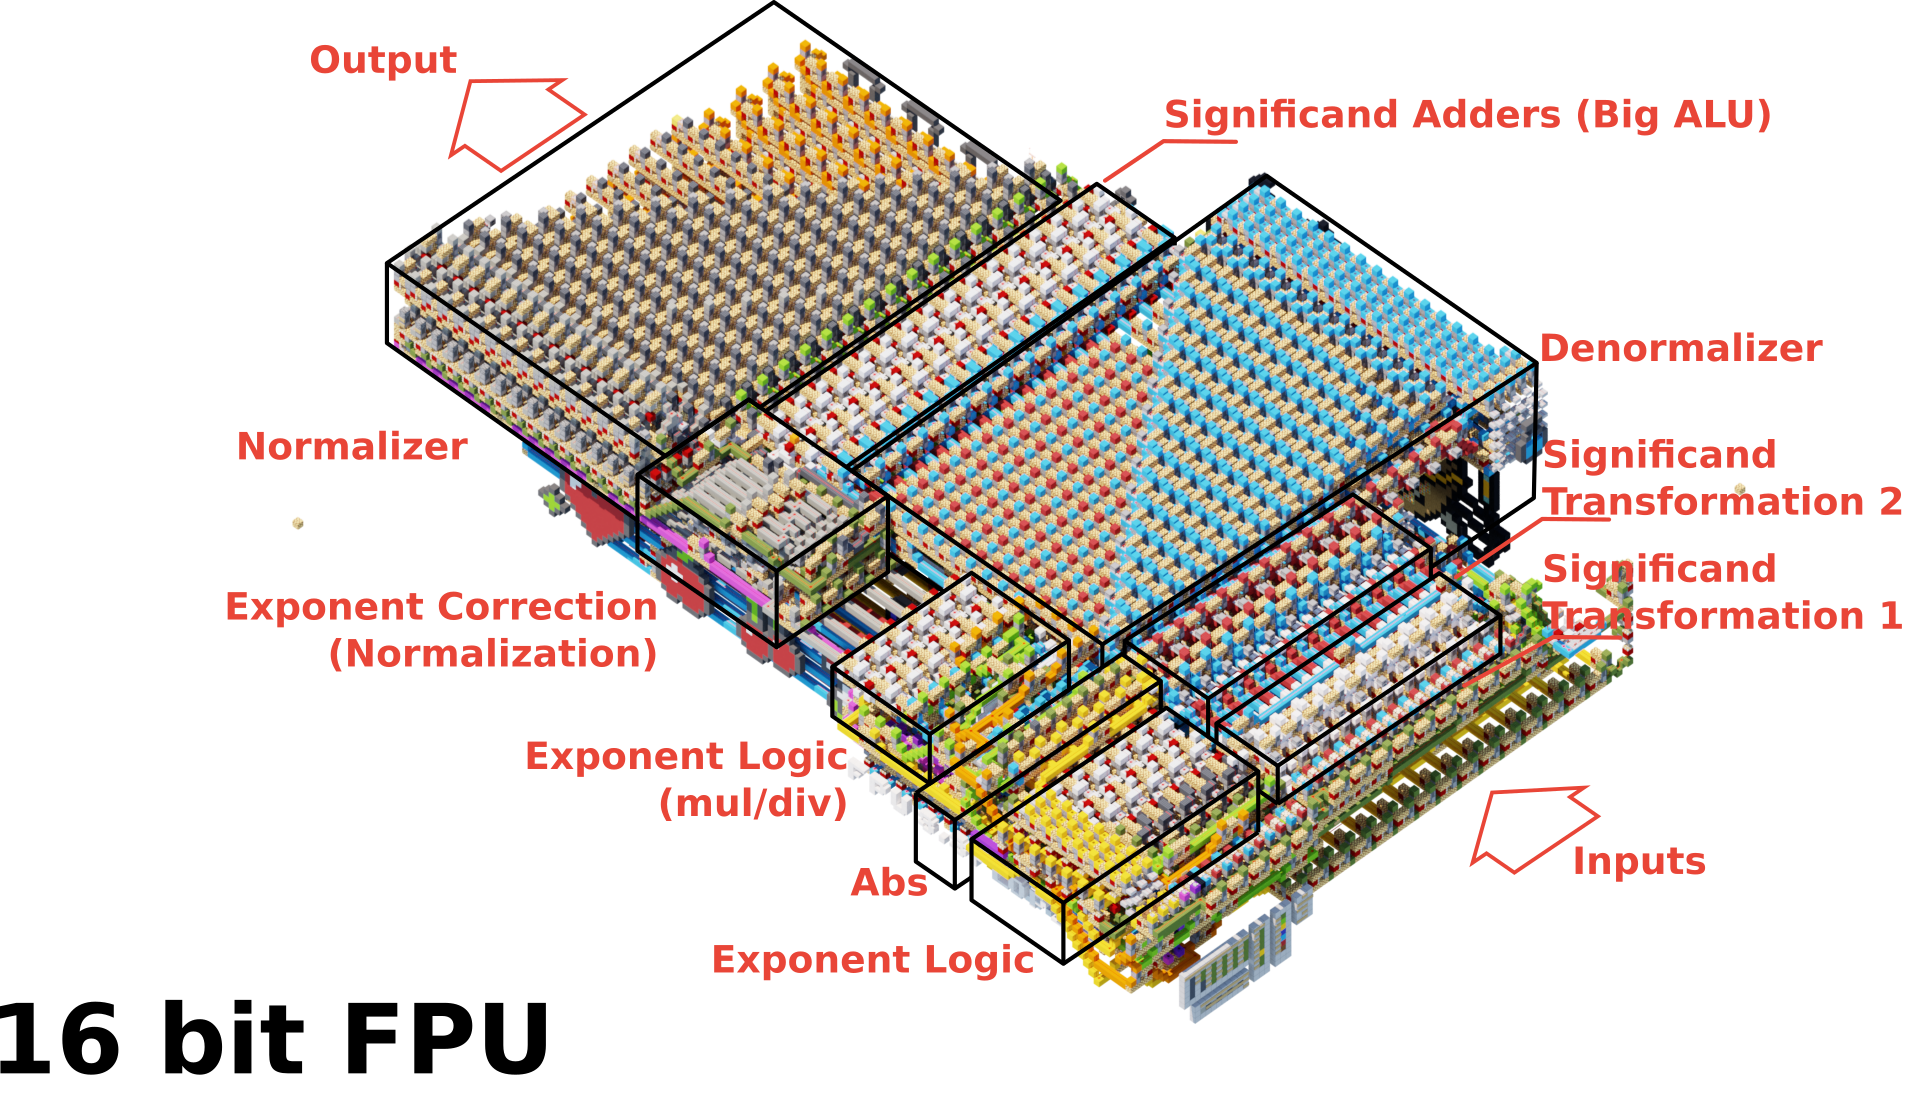 Output
Significand Adders (Big ALU)
Denormalizer
Normalizer
Significand
Transformation 2
Significand
Transformation 1
Exponent Correction
(Normalization)
Exponent Logic
(mul/div)
Abs
Inputs
Exponent Logic
16 bit FPU